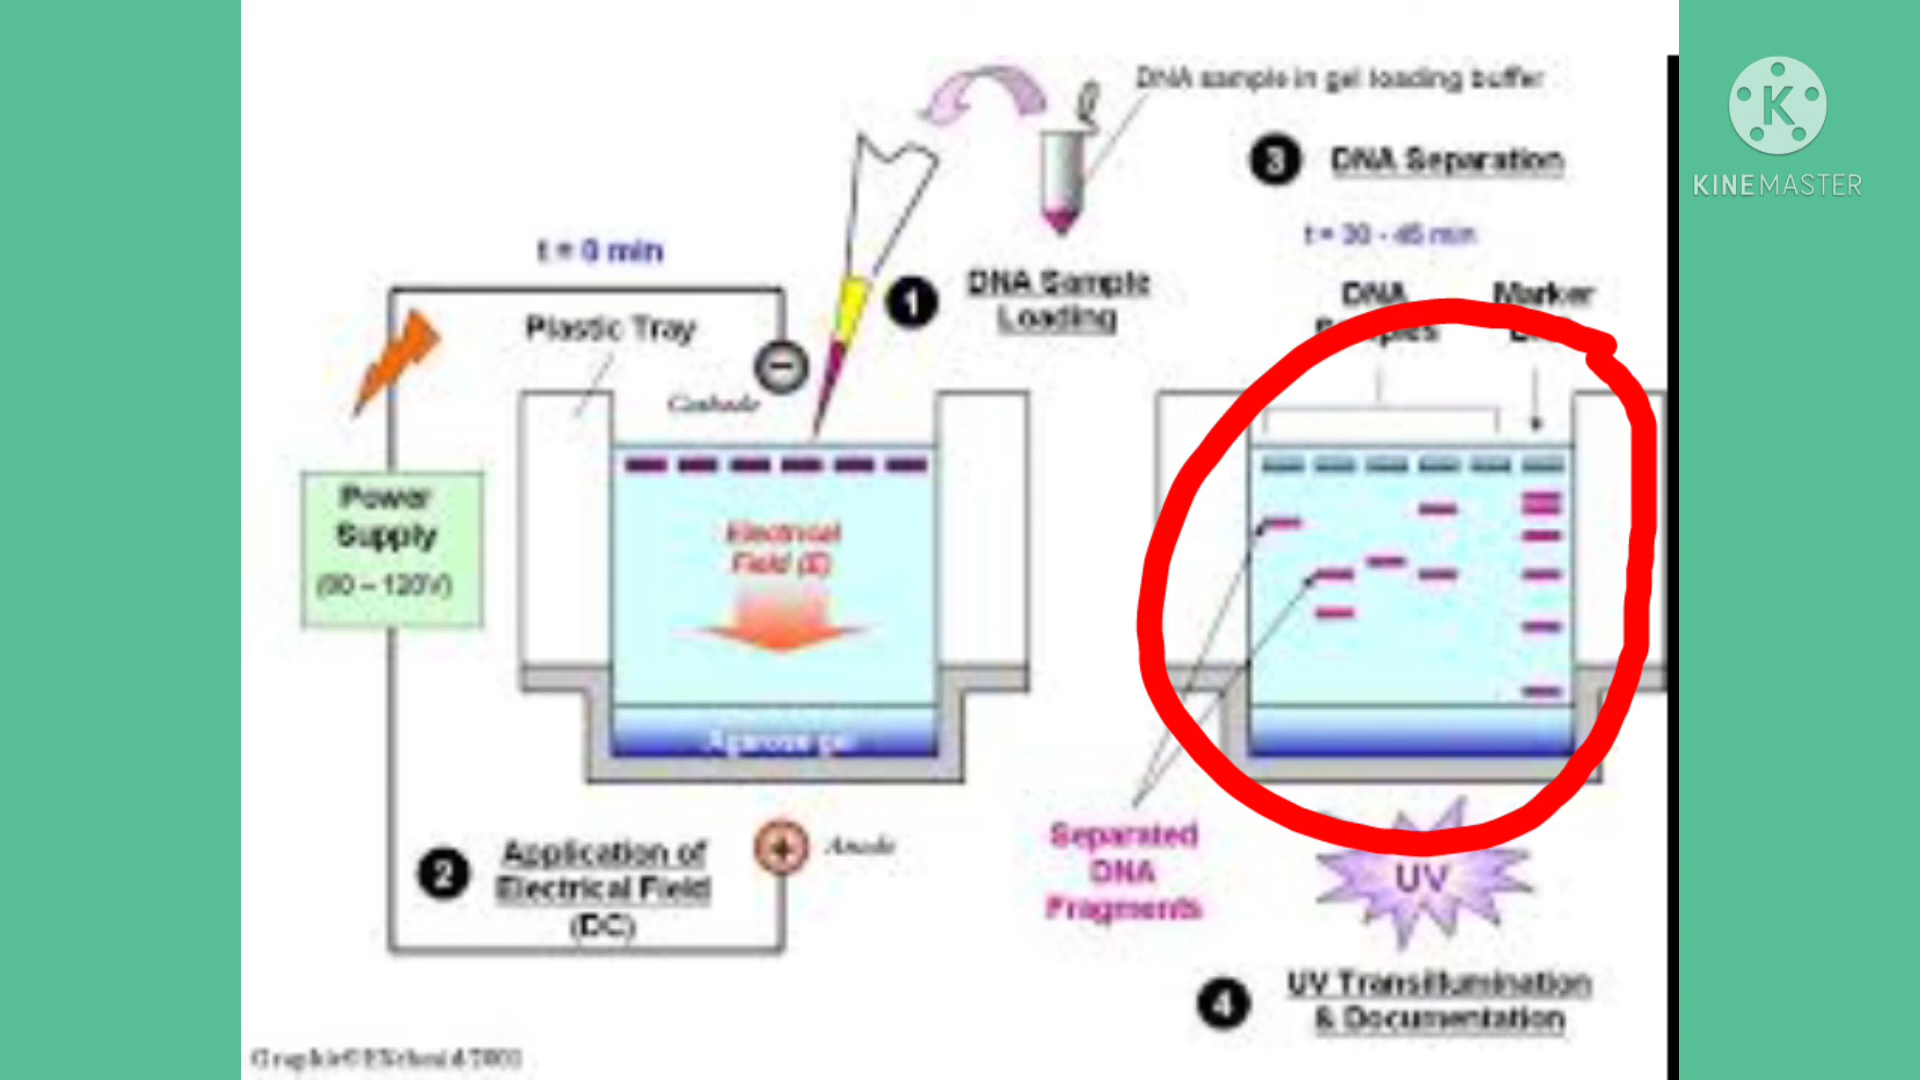 DNA sample in gel loading buffer
3 DNA Separation
t = 30 - 45 min
t = 0 min
1 DNA Sample
Loading
DNA
Marker
Plastic Tray
Cathode
Power
Supply
Electrical
Field (E)
Agarose gel
2 Application of
Electrical Field
(DC)
Anode
Separated
DNA
Fragments
UV
4 UV Transillumination
& Documentation
K
KINEMASTER